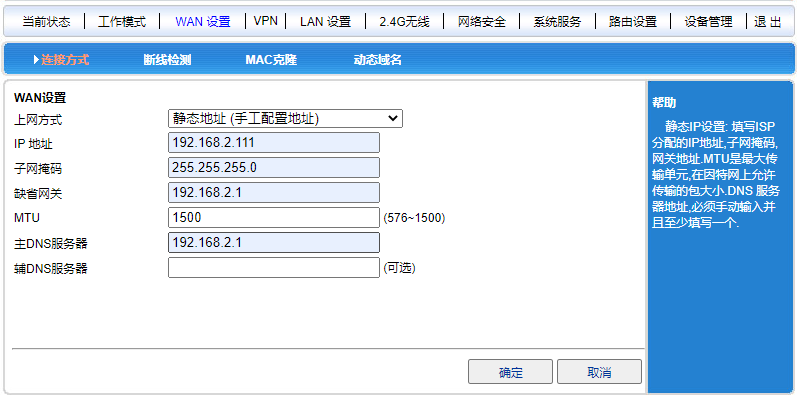 当前状态 工作模式 WAN 设置 VPN LAN 设置 2.4G无线 网络安全 系统服务 路由设置 设备管理 退 出
连接方式 断线检测 MAC克隆 动态域名
WAN设置
上网方式 静态地址 (手工配置地址)
IP 地址 192.168.2.111
子网掩码 255.255.255.0
缺省网关 192.168.2.1
MTU 1500 (576~1500)
主DNS服务器 192.168.2.1
辅DNS服务器 (可选)
确定 取消
帮助
静态IP设置: 填写ISP
分配的IP地址,子网掩码,
网关地址.MTU是最大传
输单元,在因特网上允许
传输的包大小.DNS 服务
器地址,必须手动输入并
且至少填写一个.